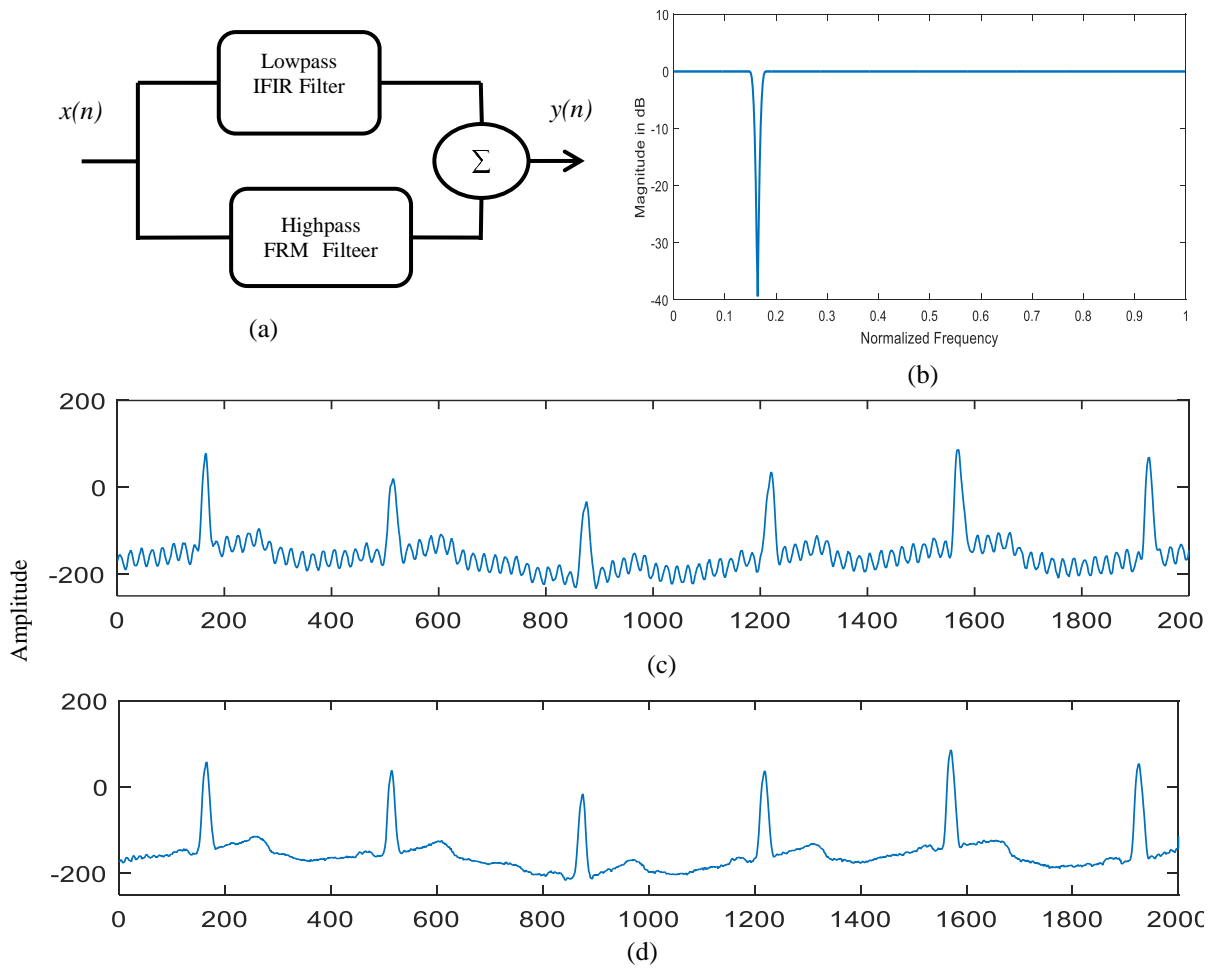 Lowpass
IFIR Filter
x(n)
y(n)
Σ
Highpass
FRM Filteer
(a)
10
0
-10
-20
-30
-40
Magnitude in dB
0 0.1 0.2 0.3 0.4 0.5 0.6 0.7 0.8 0.9 1
Normalized Frequency
(b)
200
0
-200
0 200 400 600 800 1000 1200 1400 1600 1800 2000
(c)
Amplitude
200
0
-200
0 200 400 600 800 1000 1200 1400 1600 1800 2000
(d)